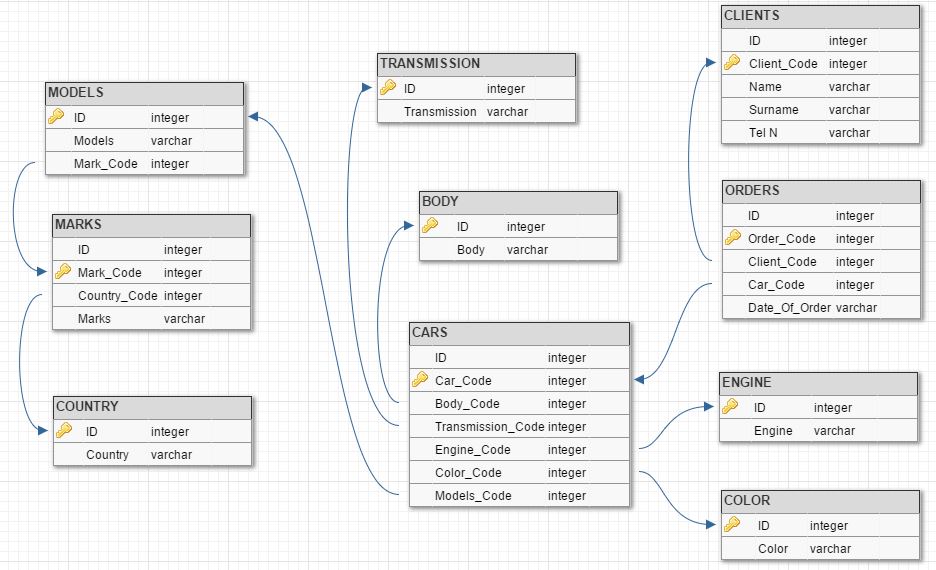 MODELS
ID integer
Models varchar
Mark_Code integer
MARKS
ID integer
Mark_Code integer
Country_Code integer
Marks varchar
COUNTRY
ID integer
Country varchar
TRANSMISSION
ID integer
Transmission varchar
BODY
ID integer
Body varchar
CARS
ID integer
Car_Code integer
Body_Code integer
Transmission_Code integer
Engine_Code integer
Color_Code integer
Models_Code integer
CLIENTS
ID integer
Client_Code integer
Name varchar
Surname varchar
Tel N varchar
ORDERS
ID integer
Order_Code integer
Client_Code integer
Car_Code integer
Date_Of_Order varchar
ENGINE
ID integer
Engine varchar
COLOR
ID integer
Color varchar